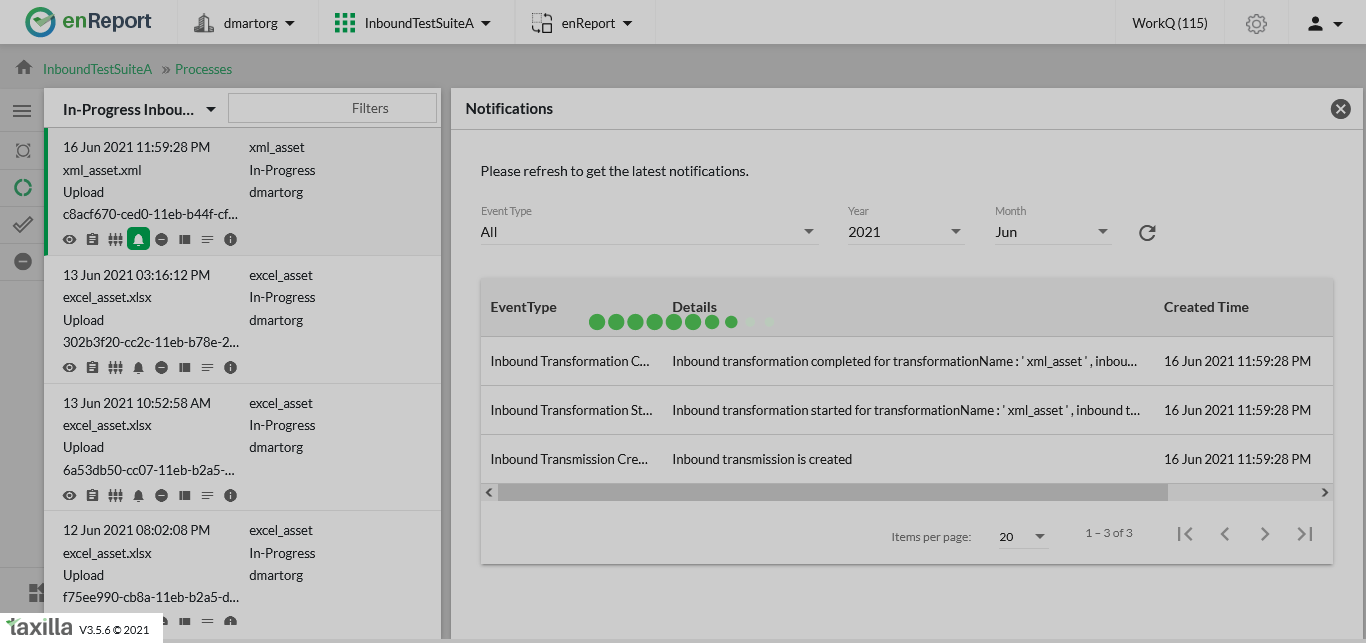 enReport
dmartorg
InboundTestSuiteA
enReport
WorkQ (115)
InboundTestSuiteA » Processes
In-Progress Inbou...
Filters
16 Jun 2021 11:59:28 PM xml_asset
xml_asset.xml In-Progress
Upload dmartorg
c8acf670-ced0-11eb-b44f-cf...
13 Jun 2021 03:16:12 PM excel_asset
excel_asset.xlsx In-Progress
Upload dmartorg
302b3f20-cc2c-11eb-b78e-2...
13 Jun 2021 10:52:58 AM excel_asset
excel_asset.xlsx In-Progress
Upload dmartorg
6a53db50-cc07-11eb-b2a5-...
12 Jun 2021 08:02:08 PM excel_asset
excel_asset.xlsx In-Progress
Upload dmartorg
f75ee990-cb8a-11eb-b2a5-d...
taxilla V3.5.6 © 2021
Notifications
Please refresh to get the latest notifications.
Event Type Year Month
All 2021 Jun
EventType Details Created Time
Inbound Transformation C... Inbound transformation completed for transformationName : ' xml_asset ' , inbou... 16 Jun 2021 11:59:28 PM
Inbound Transformation St... Inbound transformation started for transformationName : ' xml_asset ' , inbound t... 16 Jun 2021 11:59:28 PM
Inbound Transmission Cre... Inbound transmission is created 16 Jun 2021 11:59:28 PM
Items per page: 20 1 – 3 of 3